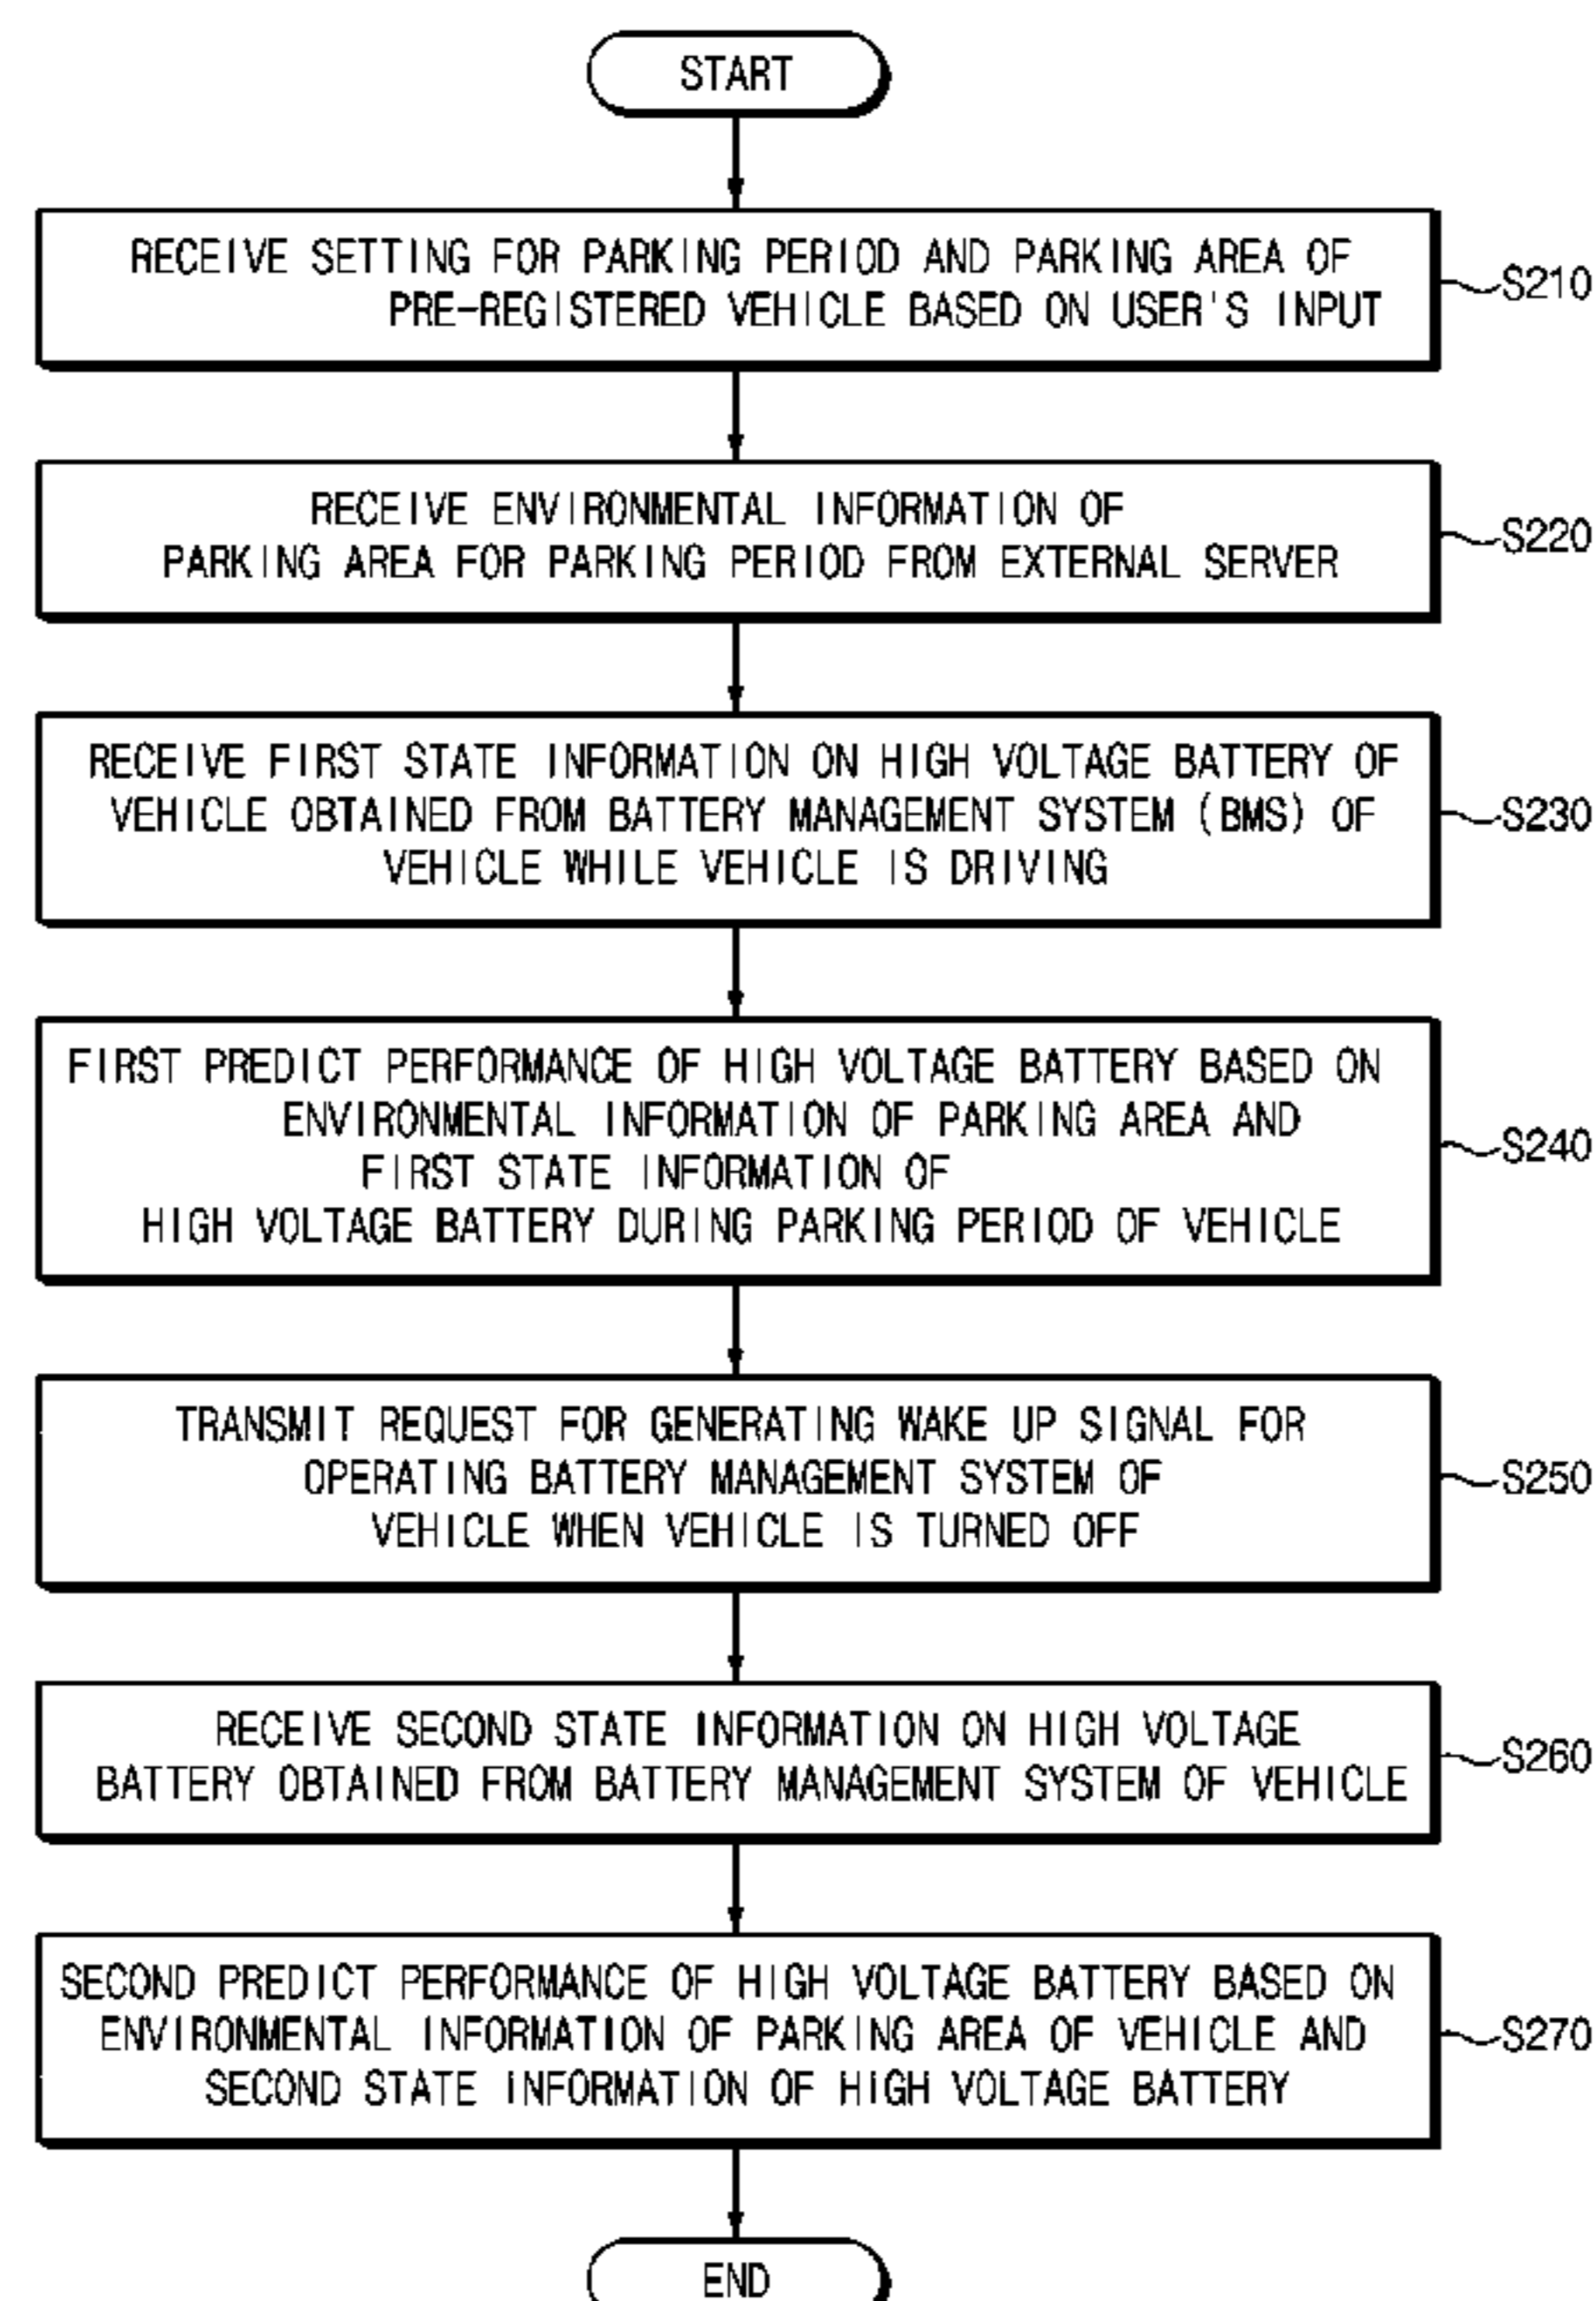 START
RECEIVE SETTING FOR PARKING PERIOD AND PARKING AREA OF
PRE-REGISTERED VEHICLE BASED ON USER'S INPUT
S210
RECEIVE ENVIRONMENTAL INFORMATION OF
PARKING AREA FOR PARKING PERIOD FROM EXTERNAL SERVER
S220
RECEIVE FIRST STATE INFORMATION ON HIGH VOLTAGE BATTERY OF
VEHICLE OBTAINED FROM BATTERY MANAGEMENT SYSTEM (BMS) OF
VEHICLE WHILE VEHICLE IS DRIVING
S230
FIRST PREDICT PERFORMANCE OF HIGH VOLTAGE BATTERY BASED ON
ENVIRONMENTAL INFORMATION OF PARKING AREA AND
FIRST STATE INFORMATION OF
HIGH VOLTAGE BATTERY DURING PARKING PERIOD OF VEHICLE
S240
TRANSMIT REQUEST FOR GENERATING WAKE UP SIGNAL FOR
OPERATING BATTERY MANAGEMENT SYSTEM OF
VEHICLE WHEN VEHICLE IS TURNED OFF
S250
RECEIVE SECOND STATE INFORMATION ON HIGH VOLTAGE
BATTERY OBTAINED FROM BATTERY MANAGEMENT SYSTEM OF VEHICLE
S260
SECOND PREDICT PERFORMANCE OF HIGH VOLTAGE BATTERY BASED ON
ENVIRONMENTAL INFORMATION OF PARKING AREA OF VEHICLE AND
SECOND STATE INFORMATION OF HIGH VOLTAGE BATTERY
S270
END